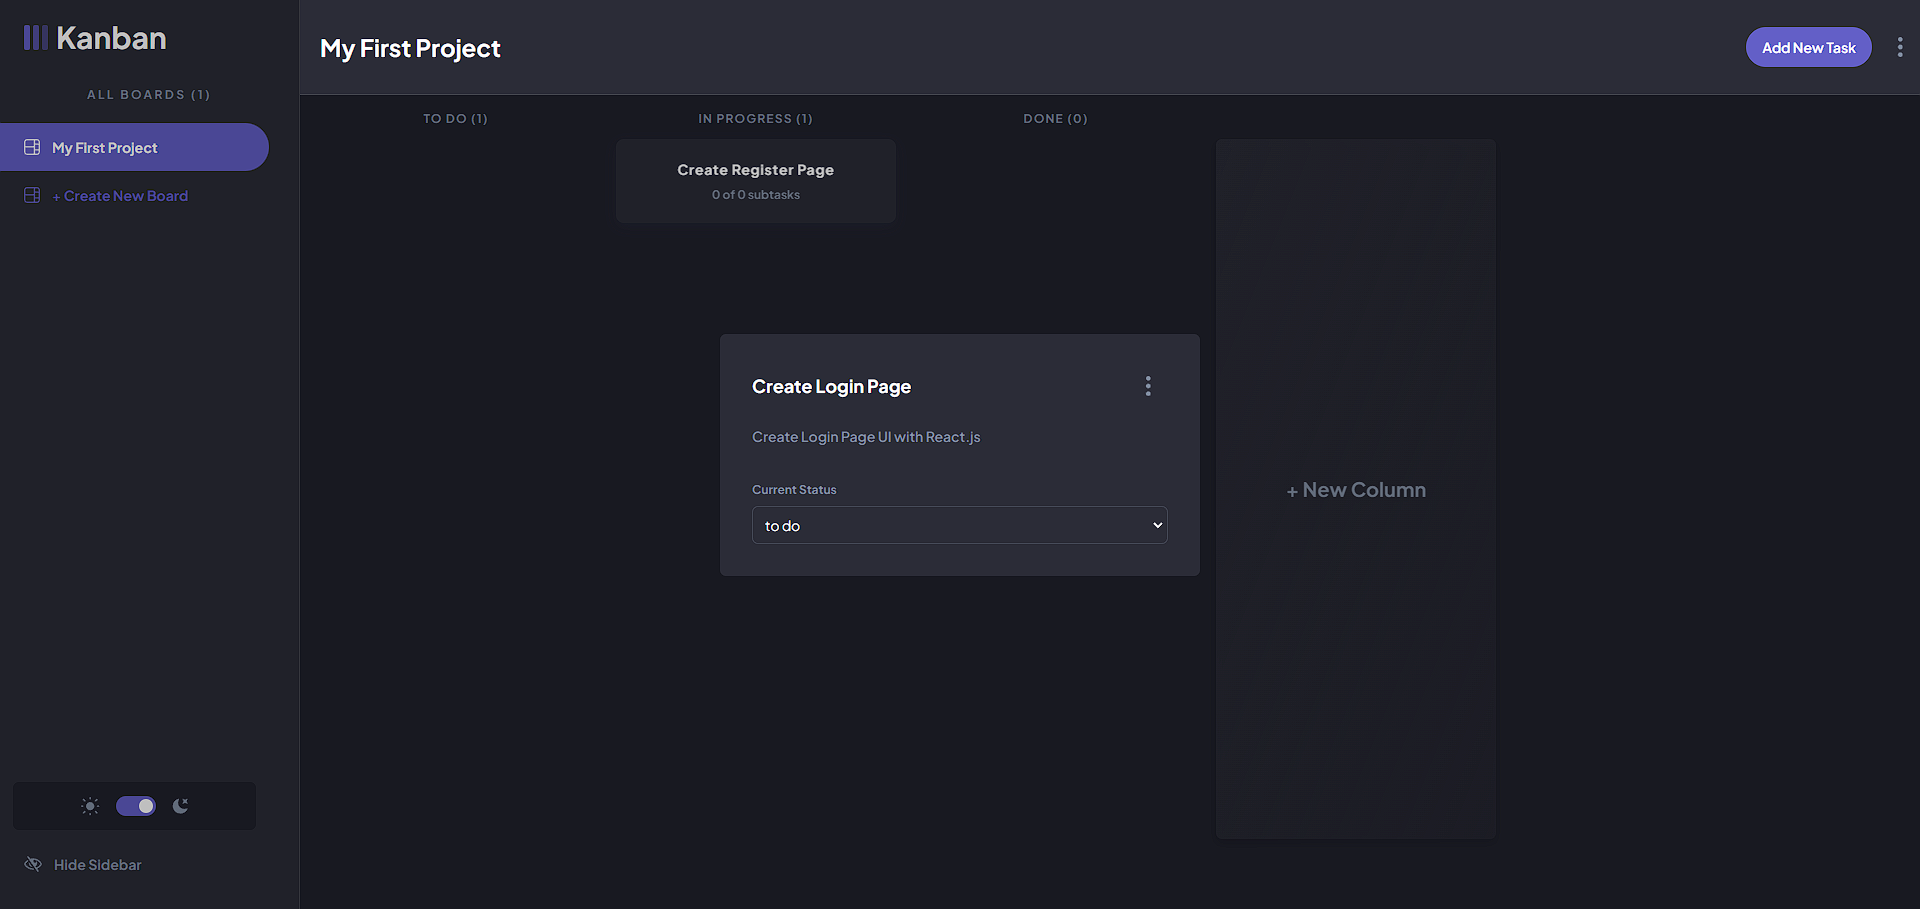 Kanban
ALL BOARDS (1)
My First Project
+ Create New Board
Hide Sidebar
My First Project
Add New Task
TO DO (1)
IN PROGRESS (1)
DONE (0)
Create Register Page
0 of 0 subtasks
Create Login Page
Create Login Page UI with React.js
Current Status
to do
+ New Column